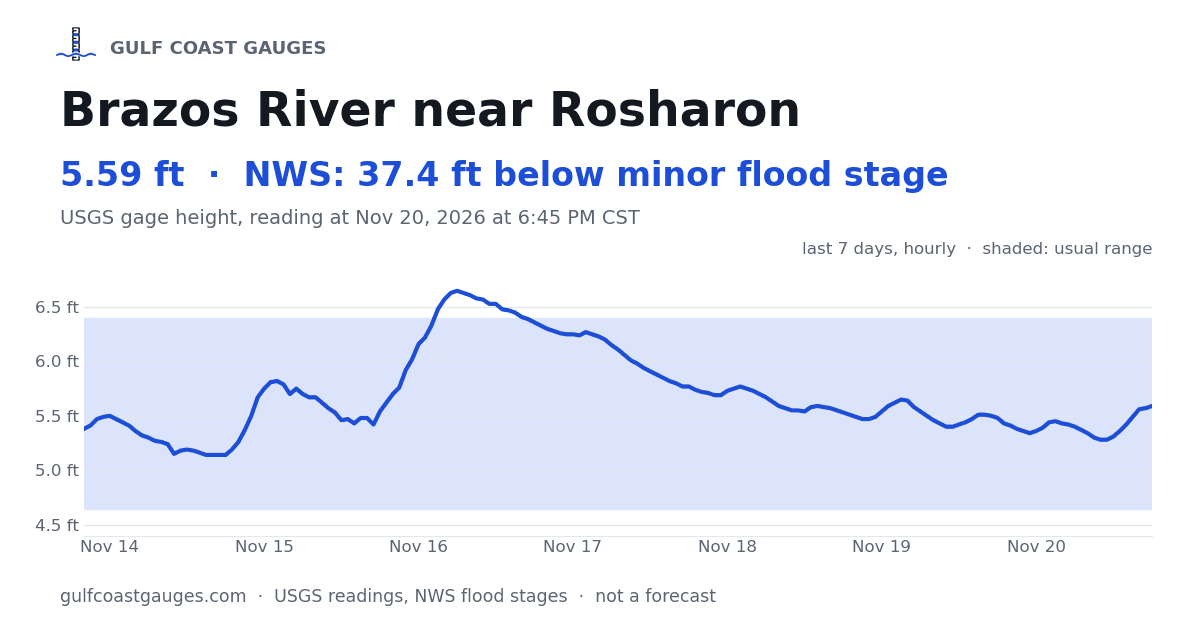 GULF COAST GAUGES
Brazos River near Rosharon
5.59 ft · NWS: 37.4 ft below minor flood stage
USGS gage height, reading at Nov 20, 2026 at 6:45 PM CST
last 7 days, hourly · shaded: usual range
6.5 ft
6.0 ft
5.5 ft
5.0 ft
4.5 ft
Nov 14 Nov 15 Nov 16 Nov 17 Nov 18 Nov 19 Nov 20
gulfcoastgauges.com · USGS readings, NWS flood stages · not a forecast